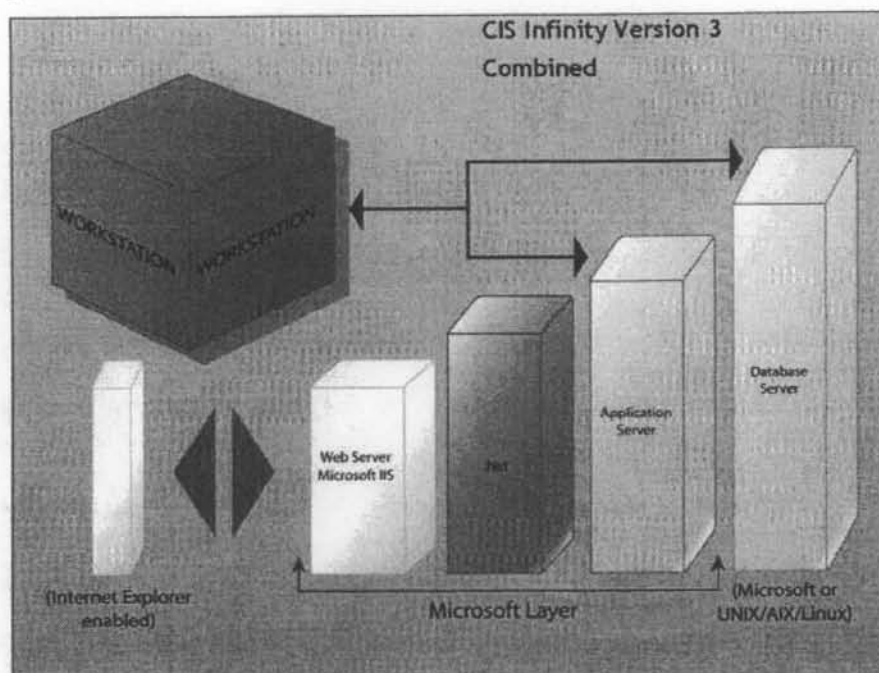 CIS Infinity Version 3
Combined
WORKSTATION
WORKSTATION
Database
Server
Application
Server
.Net
Web Server
Microsoft IIS
(Internet Explorer
enabled)
Microsoft Layer
(Microsoft or
UNIX/AIX/Linux)